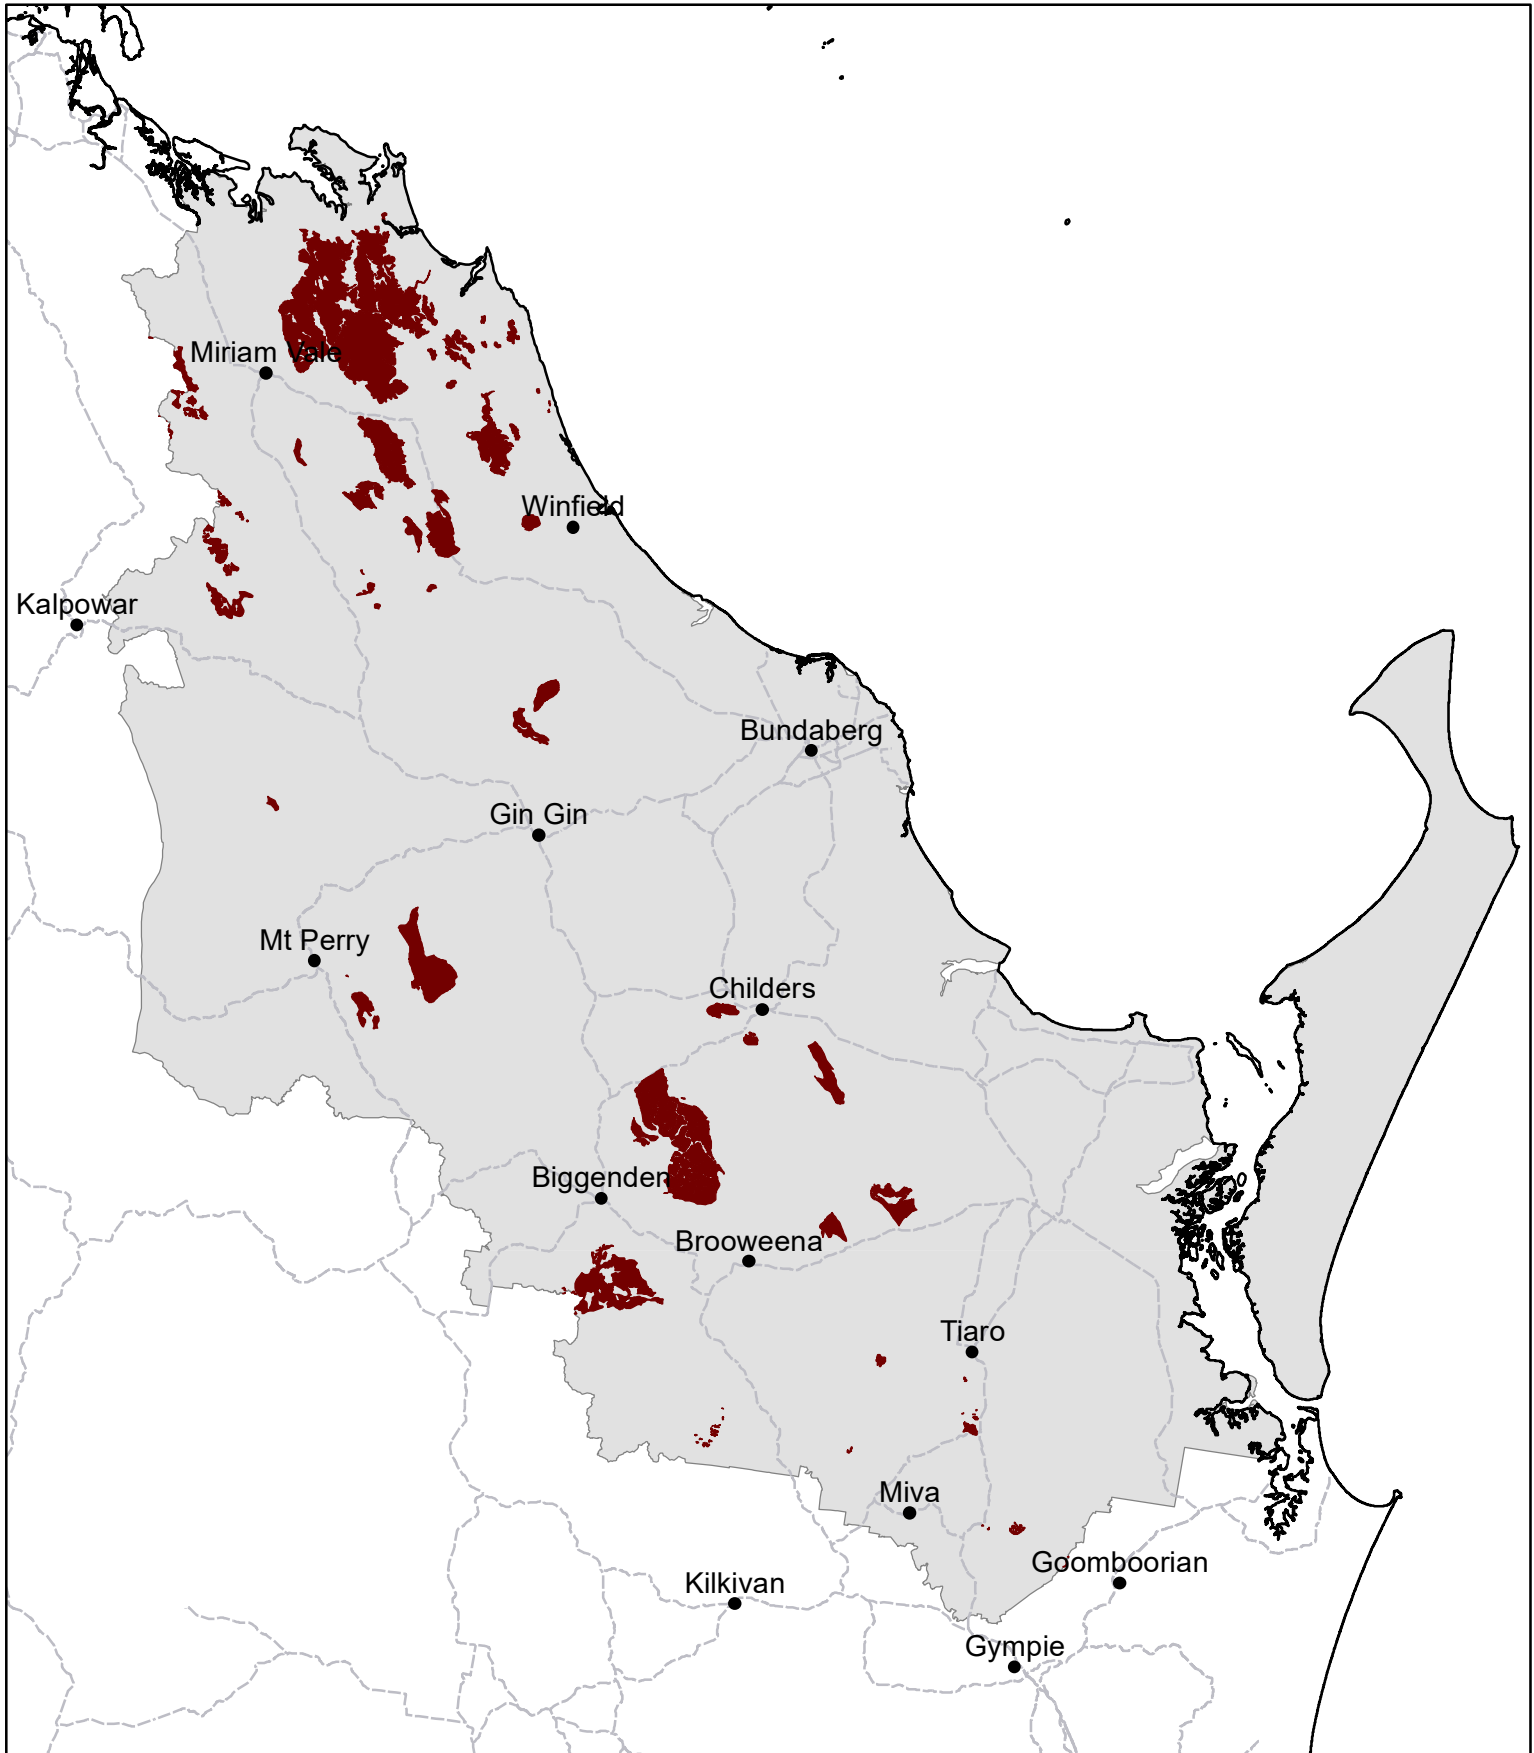 Miriam Vale
Winfield
Kalpowar
Bundaberg
Gin Gin
Mt Perry
Childers
Biggenden
Brooweena
Tiaro
Miva
Goomboorian
Kilkivan
Gympie